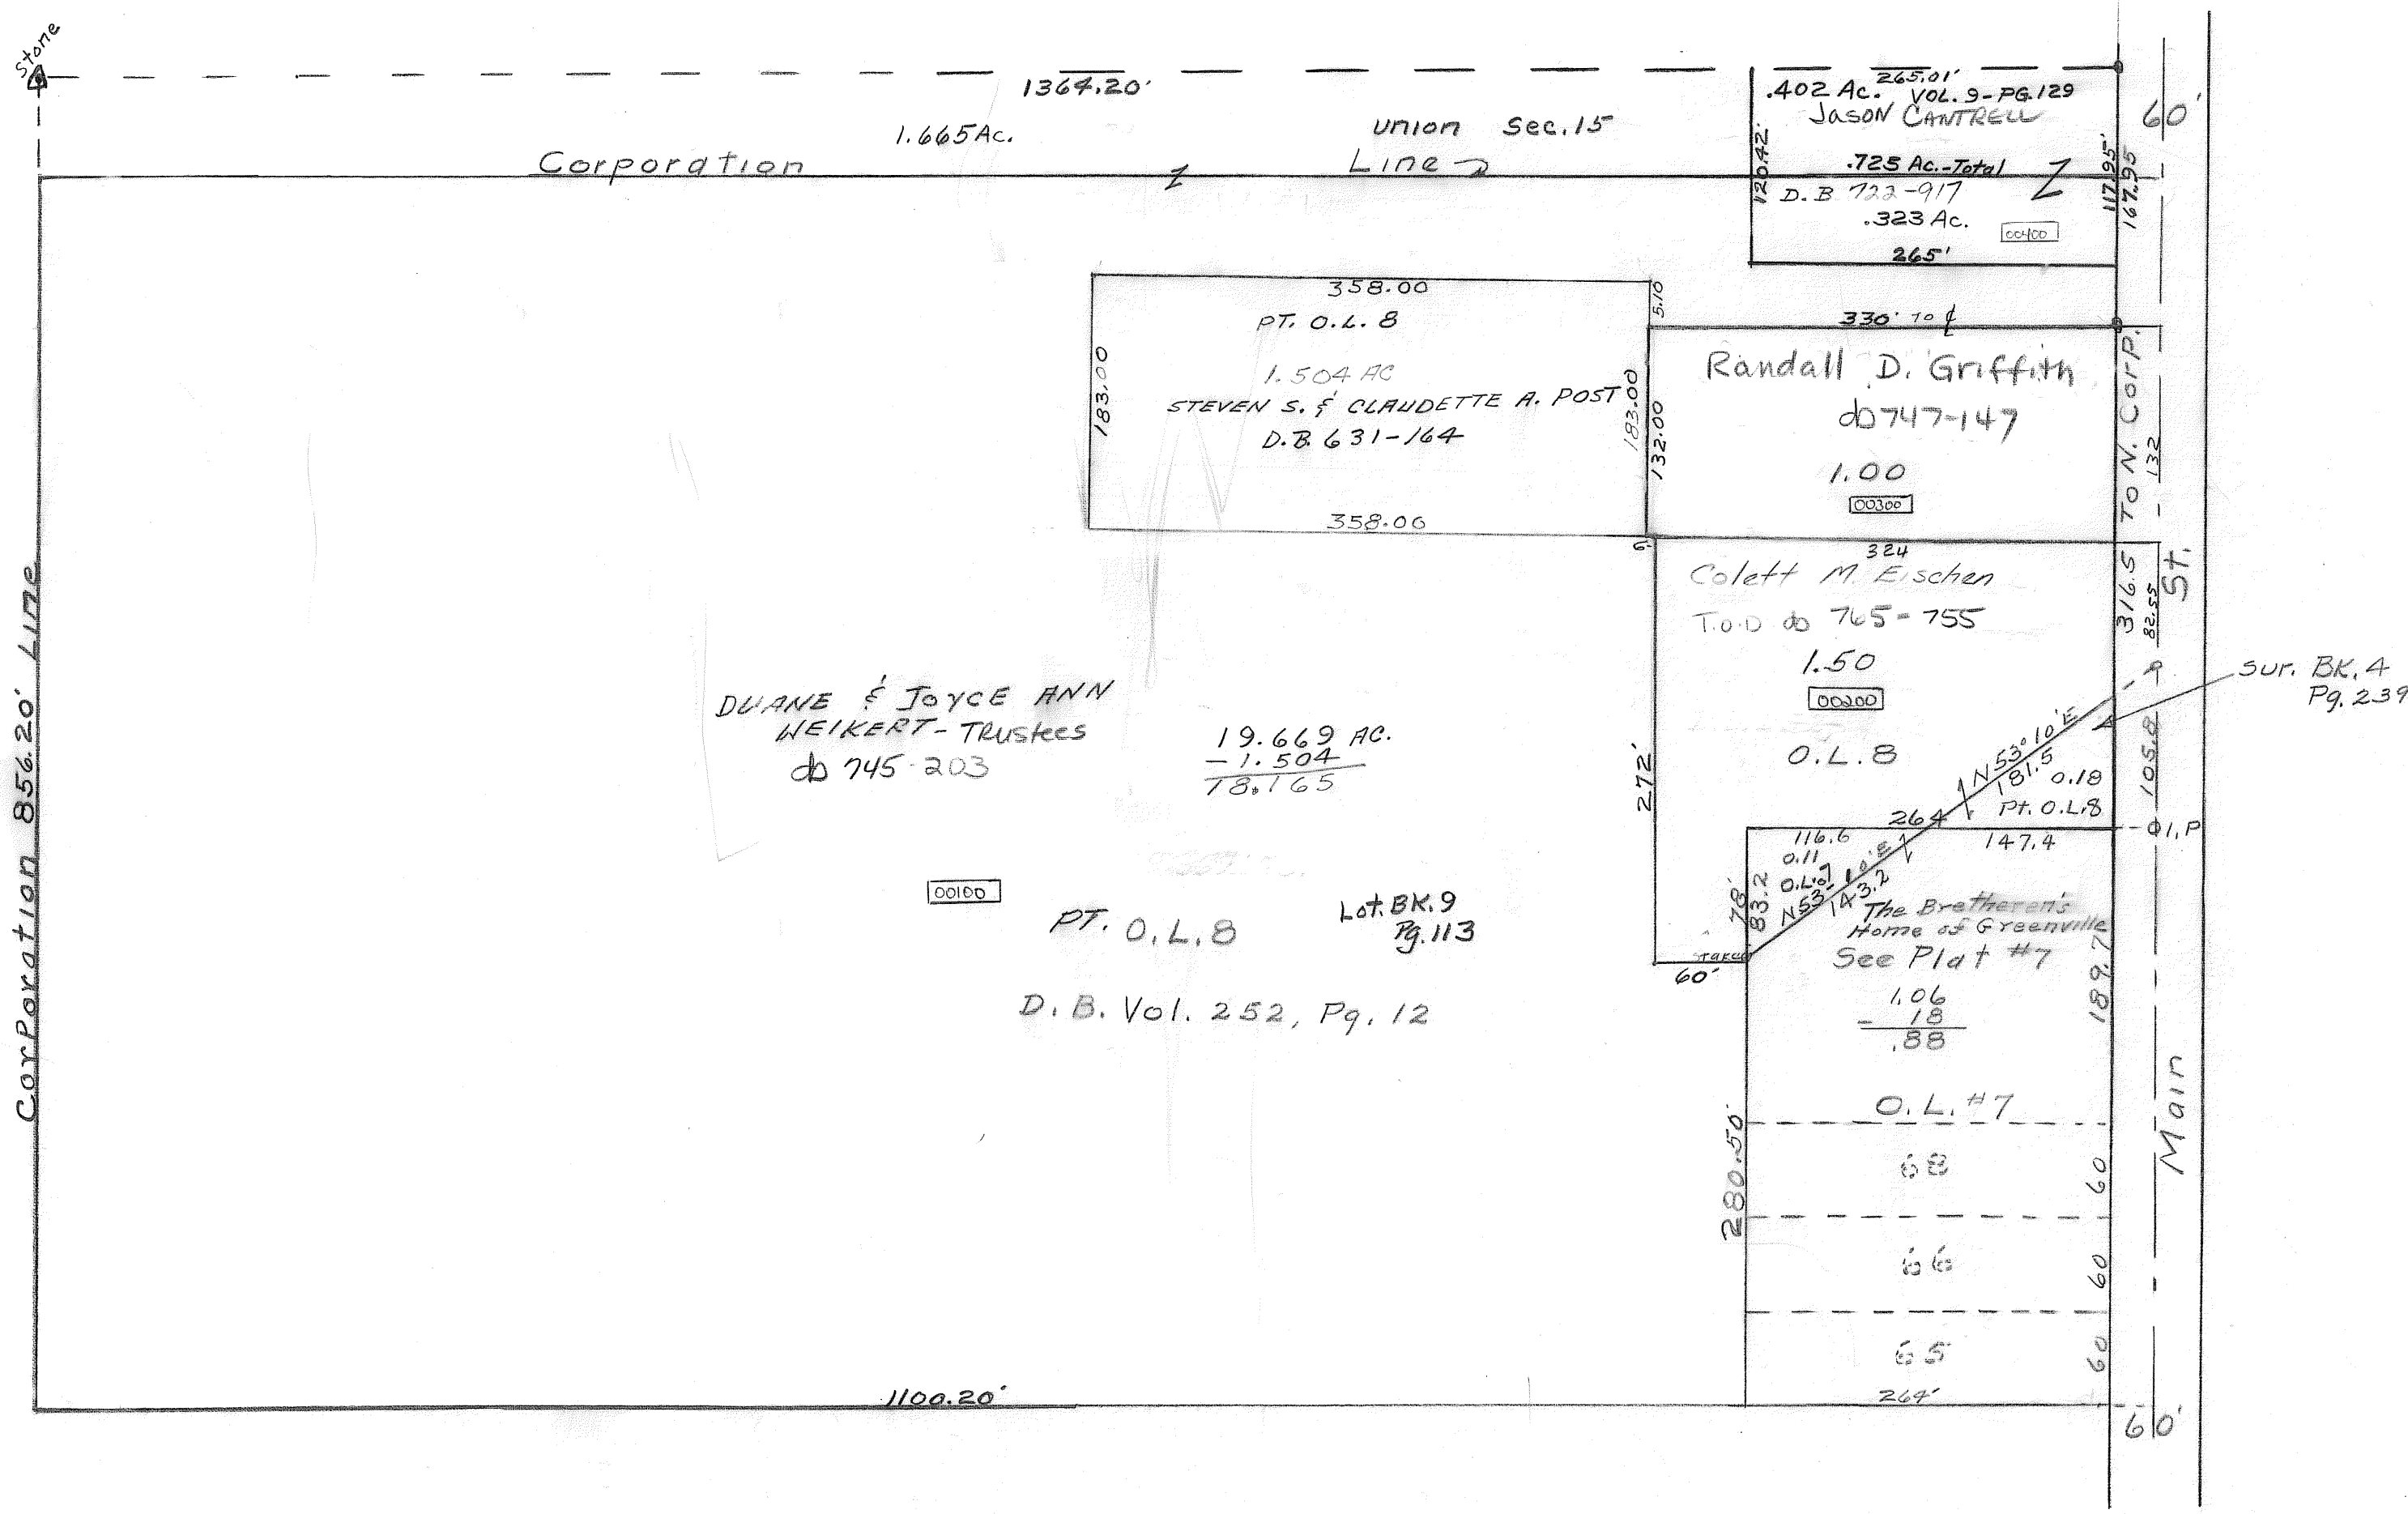 Stone
1364.20'
1.665 Ac.
Union Sec. 15
Corporation
Line
265.01'
.402 Ac. VOL. 9-PG. 129
JASON CANTRELL
.725 Ac.-Total
D.B 722-917
.323 Ac.
00400
265'
120.42'
117.95'
167.95
60'
358.00
PT. O.L. 8
1.504 AC
STEVEN S. & CLAUDETTE A. POST
D.B. 631-164
358.00
183.00
183.00
5.10
132.00
330' TO ℄
Randall D. Griffith
db 747-147
1.00
00300
To N. Corp.
132
316.5
82.55
St.
6.
324
Colett M. Eischen
T.O.D db 765-755
1.50
00200
O.L.8
272'
N 53° 10' E
181.5
0.18
Pt. O.L.8
105.8
Sur. BK. 4
Pg. 239
I.P
264
116.6
147.4
0.11
O.L. 7
N 53° 10' E
143.2
78'
83.2
60'
The Bretheren's
Home of Greenville
See Plat #7
1.06
- 18
.88
189.7
O.L. #7
68
60
66
60
65
60
264'
280.50'
Main
60'
Corporation 856.20' Line
DUANE & JOYCE ANN
WEIKERT - Trustees
db 745-203
19.669 AC.
- 1.504
18.165
00100
PT. O.L.8
Lot. BK. 9
Pg. 113
D.B. Vol. 252, Pg. 12
1100.20'